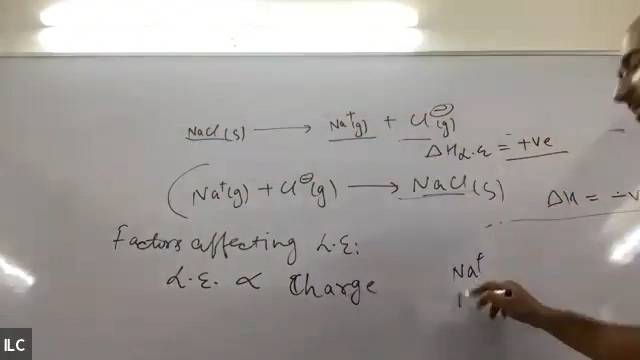 NaCl(s) ⟶ Na⁺(g) + Cl⊖(g)
ΔH_L.E = +ve
(Na⁺(g) + Cl⊖(g) ⟶ NaCl(s)
ΔH = -v
Factors affecting L.E:
L.E. ∝ Charge
Na⁺
ILC